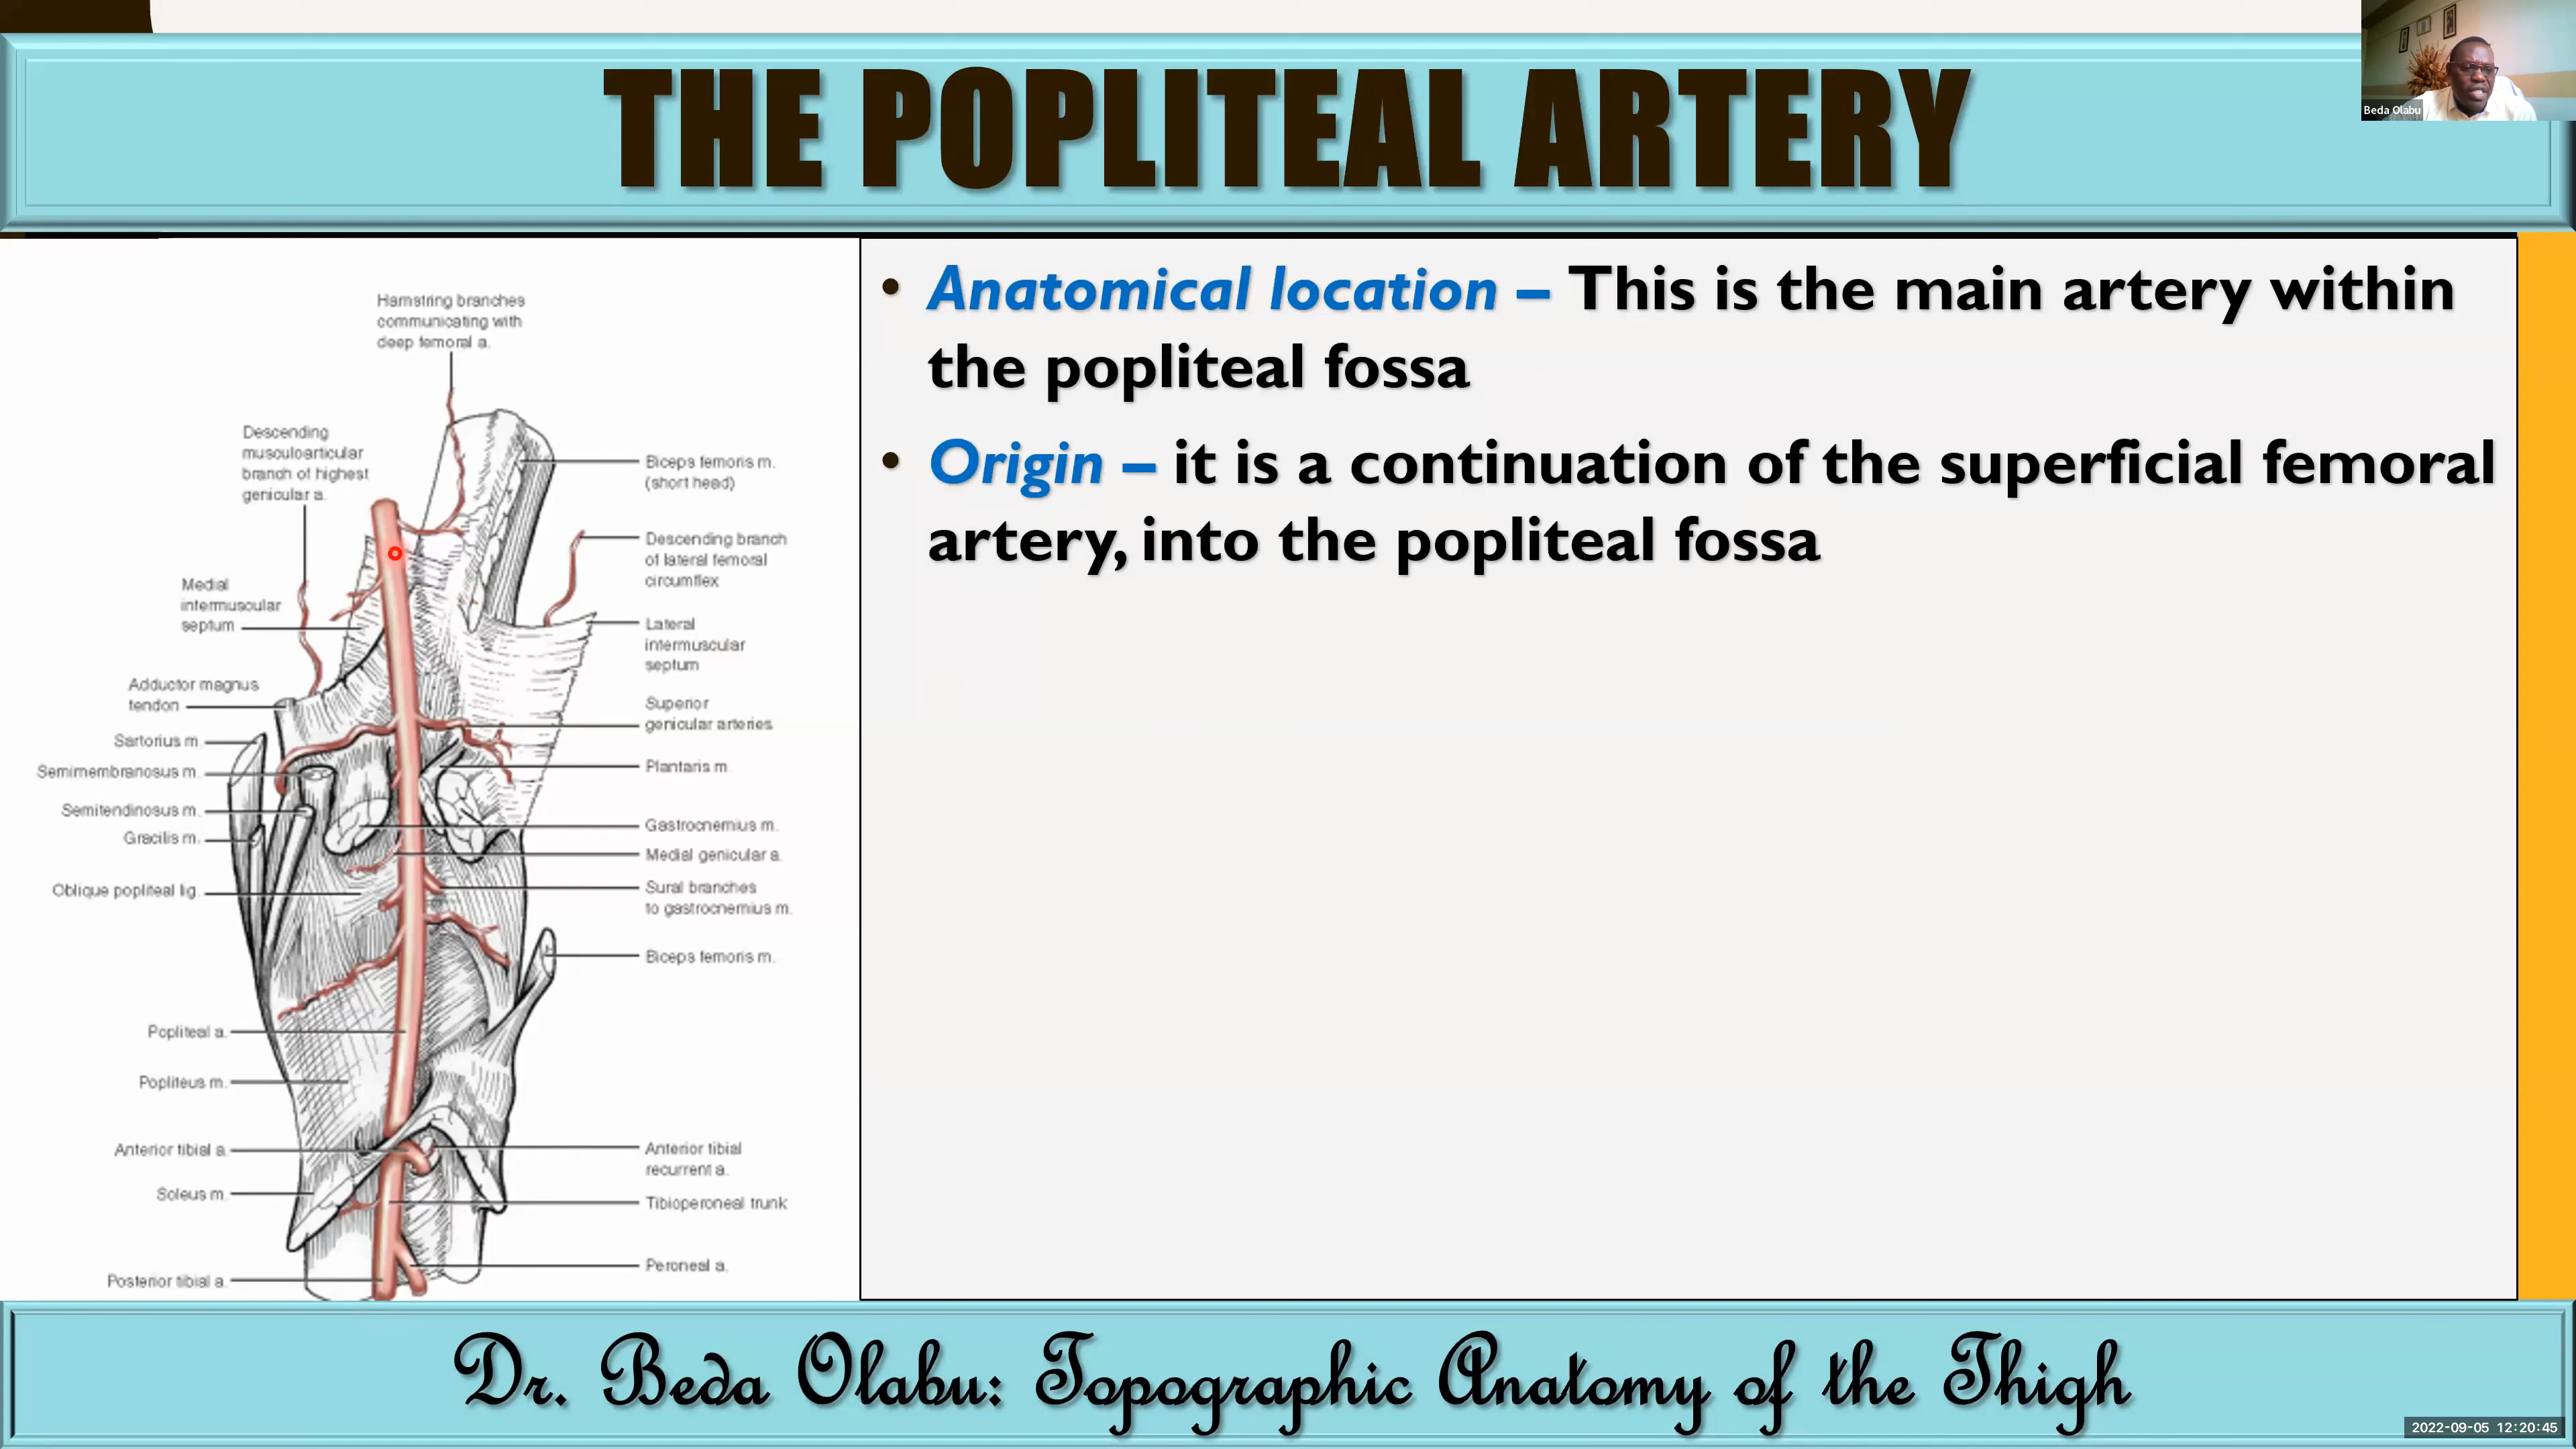 THE POPLITEAL ARTERY
Beda Olabu
• Anatomical location – This is the main artery within
the popliteal fossa
• Origin – it is a continuation of the superficial femoral
artery, into the popliteal fossa
Hamstring branches
communicating with
deep femoral a.
Descending
musculoarticular
branch of highest
genicular a.
Medial
intermuscular
septum
Adductor magnus
tendon
Sartorius m.
Semimembranosus m.
Semitendinosus m.
Gracilis m.
Oblique popliteal lig.
Popliteal a.
Popliteus m.
Anterior tibial a.
Soleus m.
Posterior tibial a.
Biceps femoris m.
(short head)
Descending branch
of lateral femoral
circumflex
Lateral
intermuscular
septum
Superior
genicular arteries
Plantaris m.
Gastrocnemius m.
Medial genicular a.
Sural branches
to gastrocnemius m.
Biceps femoris m.
Anterior tibial
recurrent a.
Tibioperoneal trunk
Peroneal a.
Dr. Beda Olabu: Topographic Anatomy of the Thigh
2022-09-05 12:20:45